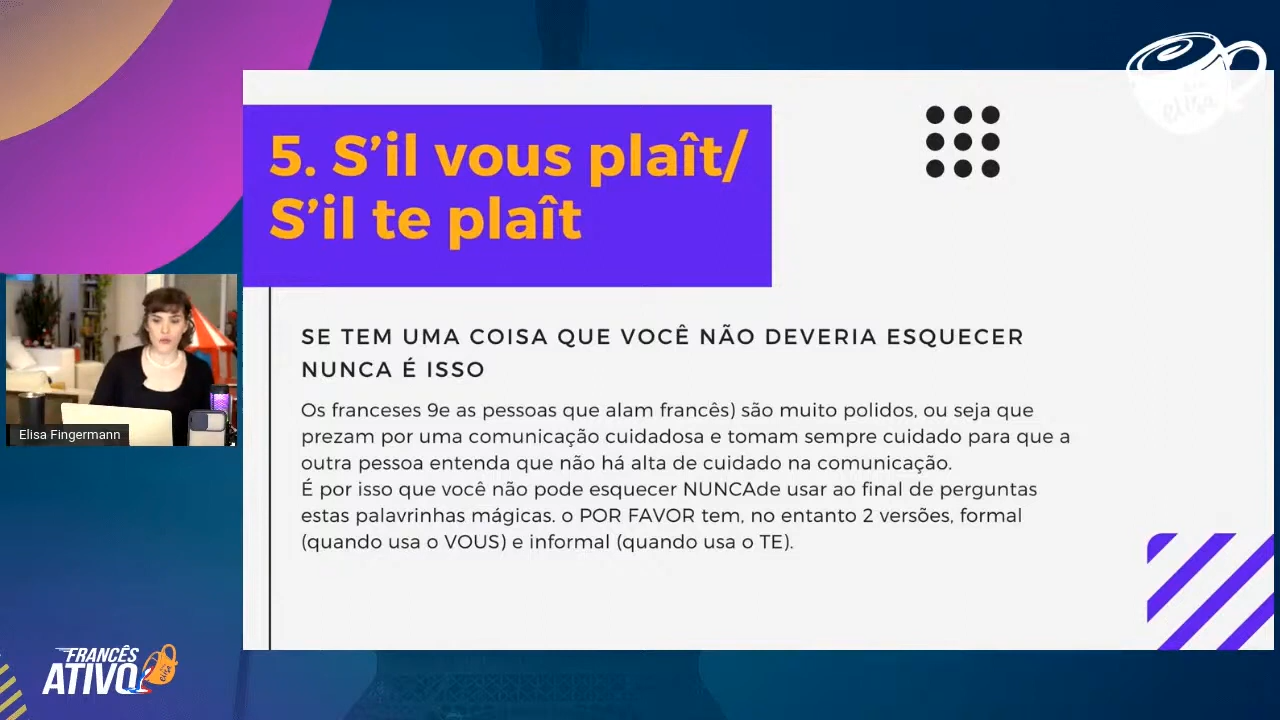 5. S'il vous plaît/
S'il te plaît
SE TEM UMA COISA QUE VOCÊ NÃO DEVERIA ESQUECER
NUNCA É ISSO
Os franceses 9e as pessoas que alam francês) são muito polidos, ou seja que
prezam por uma comunicação cuidadosa e tomam sempre cuidado para que a
outra pessoa entenda que não há alta de cuidado na comunicação.
É por isso que você não pode esquecer NUNCAde usar ao final de perguntas
estas palavrinhas mágicas. o POR FAVOR tem, no entanto 2 versões, formal
(quando usa o VOUS) e informal (quando usa o TE).
Elisa Fingermann
FRANCÊS
ATIVO
elisa